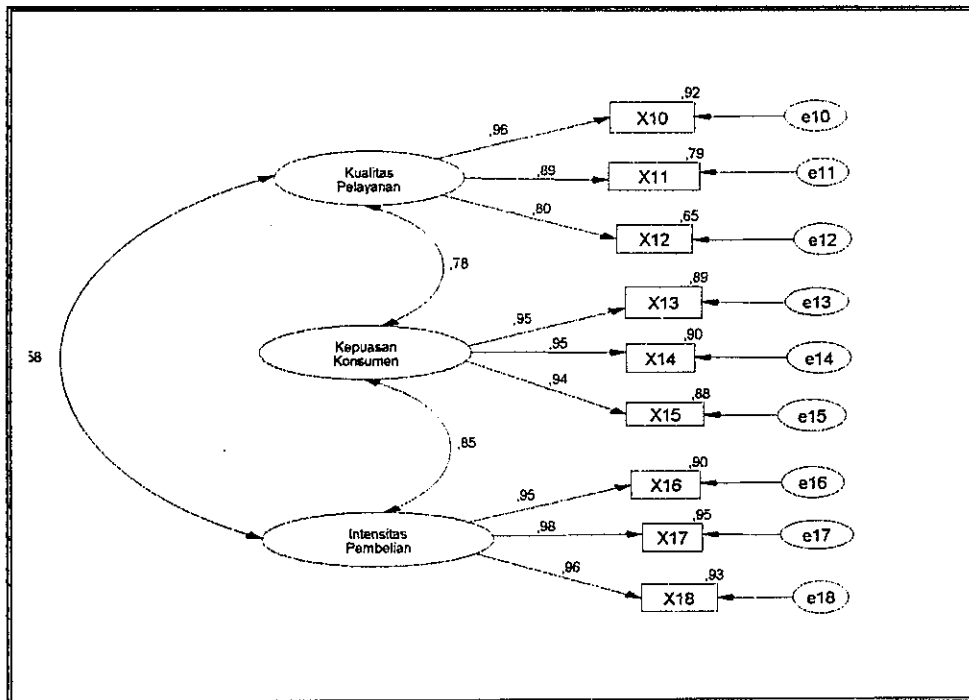 ,92
X10
e10
,96
,79
Kualitas
Pelayanan
,89
X11
e11
,80
,65
X12
e12
,78
,89
X13
e13
,95
,90
Kepuasan
Konsumen
,95
X14
e14
,94
,88
X15
e15
58
,85
,90
X16
e16
,95
,95
Intensitas
Pembelian
,98
X17
e17
,96
,93
X18
e18